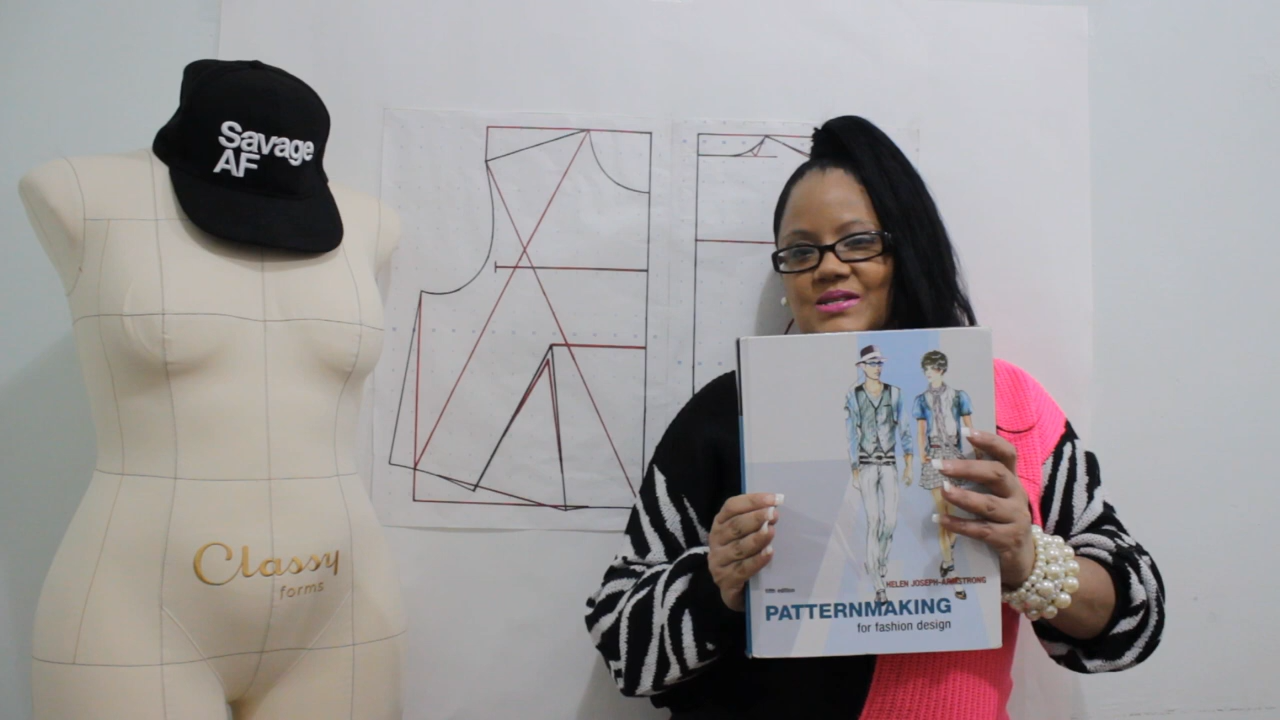 Savage
AF
Classy
forms
HELEN JOSEPH-ARMSTRONG
fifth edition
PATTERNMAKING
for fashion design